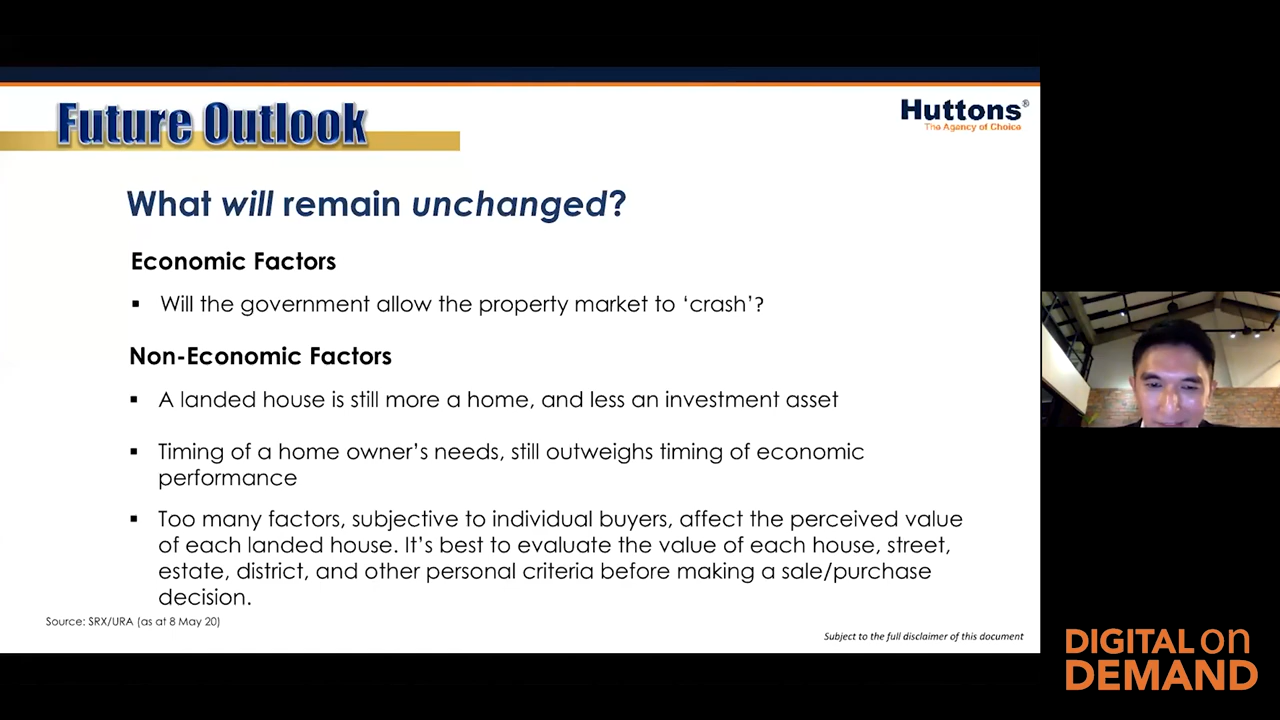 Future Outlook
Huttons®
The Agency of Choice
What will remain unchanged?
Economic Factors
▪ Will the government allow the property market to ‘crash’?
Non-Economic Factors
▪ A landed house is still more a home, and less an investment asset
▪ Timing of a home owner’s needs, still outweighs timing of economic
performance
▪ Too many factors, subjective to individual buyers, affect the perceived value
of each landed house. It’s best to evaluate the value of each house, street,
estate, district, and other personal criteria before making a sale/purchase
decision.
Source: SRX/URA (as at 8 May 20)
Subject to the full disclaimer of this document
DIGITAL on
DEMAND